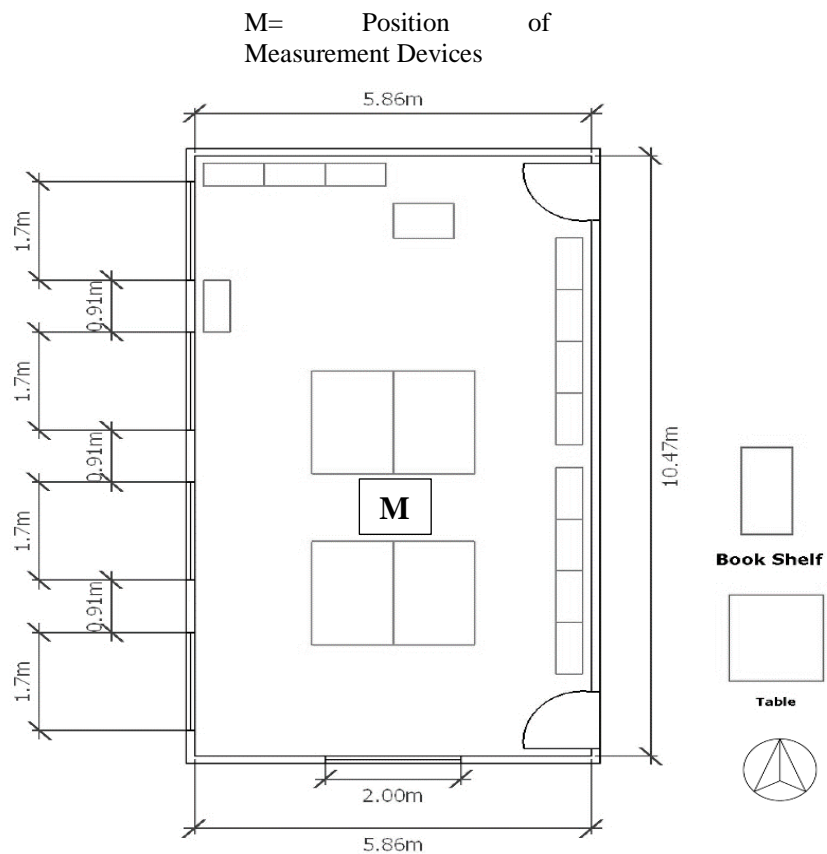 M= Position of
Measurement Devices
5.86m
1.7m
0.91m
1.7m
0.91m
1.7m
0.91m
1.7m
M
10.47m
Book Shelf
Table
2.00m
5.86m